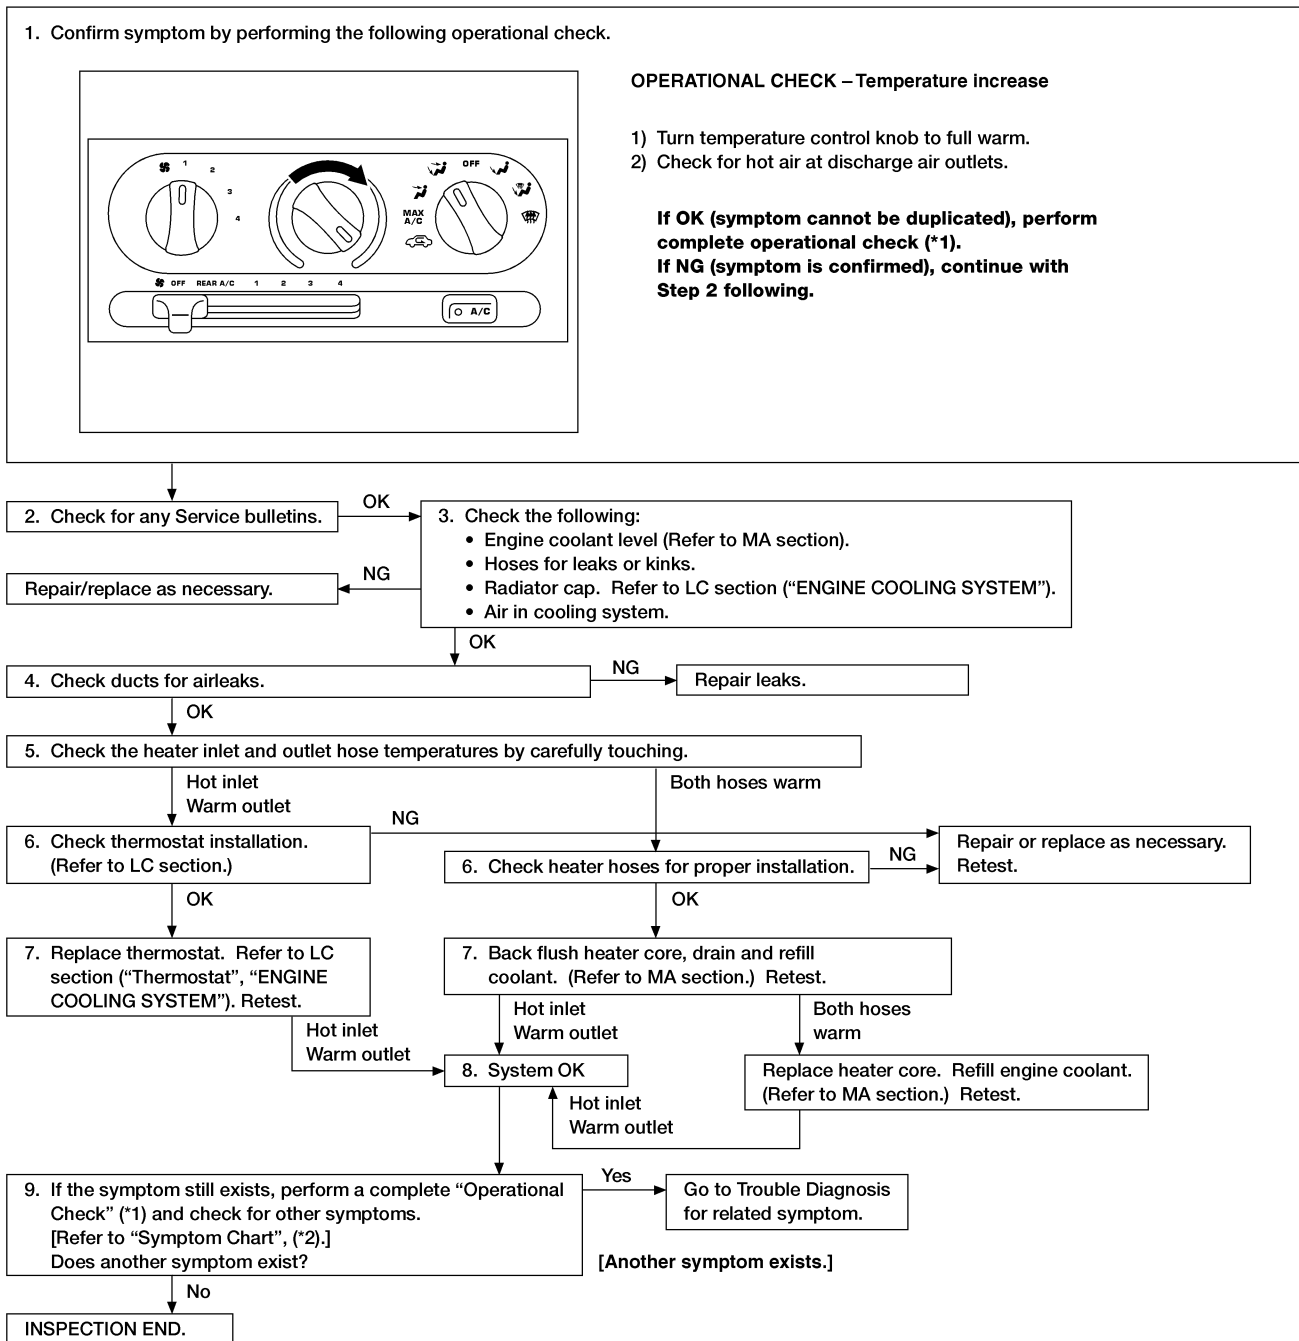 1. Confirm symptom by performing the following operational check.
1
2
3
4
OFF
MAX
A/C
OFF REAR A/C 1 2 3 4
A/C
OPERATIONAL CHECK – Temperature increase
1) Turn temperature control knob to full warm.
2) Check for hot air at discharge air outlets.
If OK (symptom cannot be duplicated), perform
complete operational check (*1).
If NG (symptom is confirmed), continue with
Step 2 following.
2. Check for any Service bulletins.
OK
3. Check the following:
• Engine coolant level (Refer to MA section).
• Hoses for leaks or kinks.
• Radiator cap. Refer to LC section (“ENGINE COOLING SYSTEM”).
• Air in cooling system.
NG
Repair/replace as necessary.
OK
4. Check ducts for airleaks.
NG
Repair leaks.
OK
5. Check the heater inlet and outlet hose temperatures by carefully touching.
Hot inlet
Warm outlet
Both hoses warm
6. Check thermostat installation.
(Refer to LC section.)
NG
6. Check heater hoses for proper installation.
NG
Repair or replace as necessary.
Retest.
OK
OK
7. Replace thermostat. Refer to LC
section (“Thermostat”, “ENGINE
COOLING SYSTEM”). Retest.
7. Back flush heater core, drain and refill
coolant. (Refer to MA section.) Retest.
Hot inlet
Warm outlet
Hot inlet
Warm outlet
Both hoses
warm
8. System OK
Replace heater core. Refill engine coolant.
(Refer to MA section.) Retest.
Hot inlet
Warm outlet
9. If the symptom still exists, perform a complete “Operational
Check” (*1) and check for other symptoms.
[Refer to “Symptom Chart”, (*2).]
Does another symptom exist?
Yes
Go to Trouble Diagnosis
for related symptom.
[Another symptom exists.]
No
INSPECTION END.